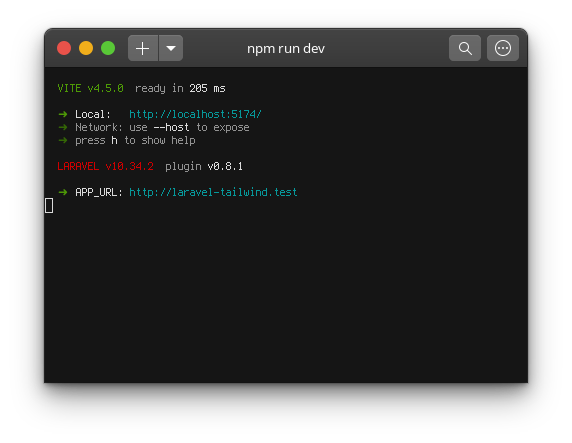 npm run dev
VITE v4.5.0 ready in 205 ms
➜ Local: http://localhost:5174/
➜ Network: use --host to expose
➜ press h to show help
LARAVEL v10.34.2 plugin v0.8.1
➜ APP_URL: http://laravel-tailwind.test